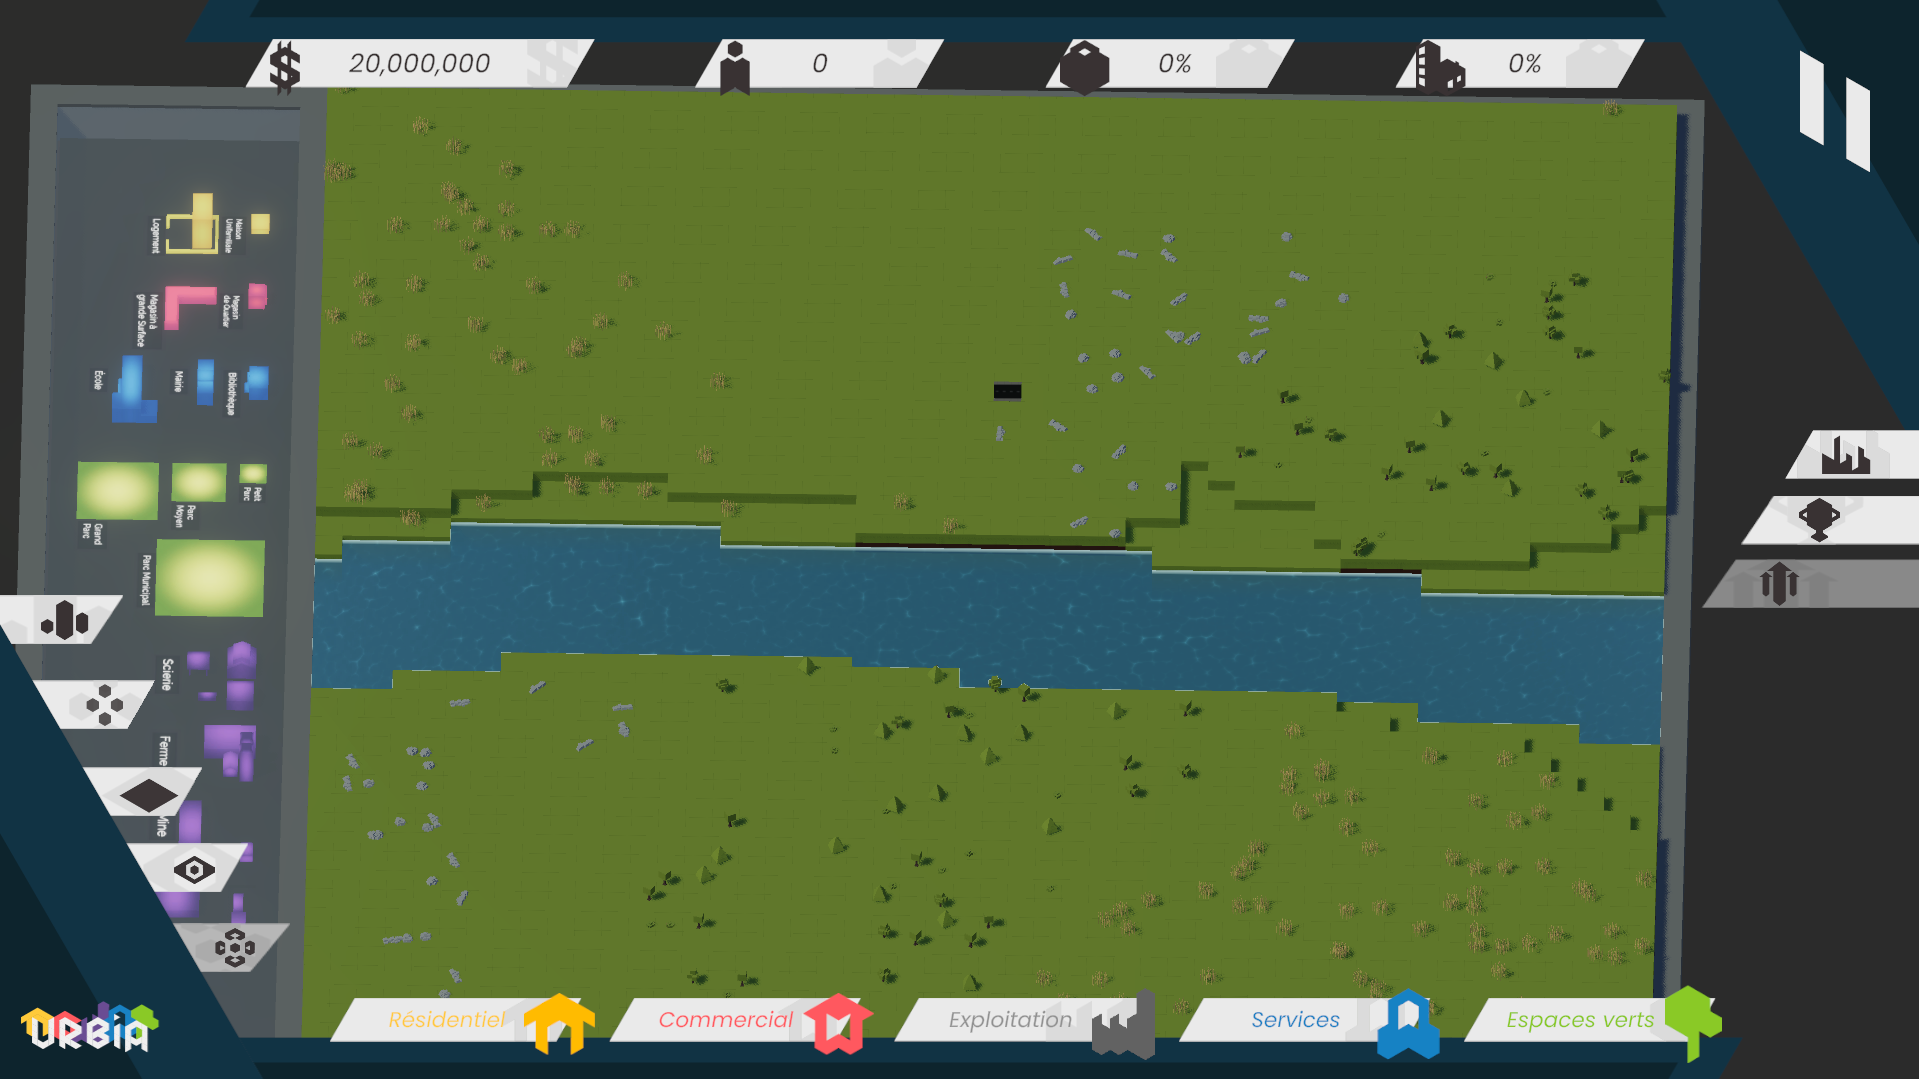 20,000,000
0
0%
0%
Maison
Unifamiliale
Logement
Magasin
de Quartier
Magasin à
grande Surface
École
Mairie
Bibliothèque
Petit
Parc
Parc
Moyen
Grand
Parc
Parc Municipal
Scierie
Ferme
Mine
URBIA
Résidentiel
Commercial
Exploitation
Services
Espaces verts